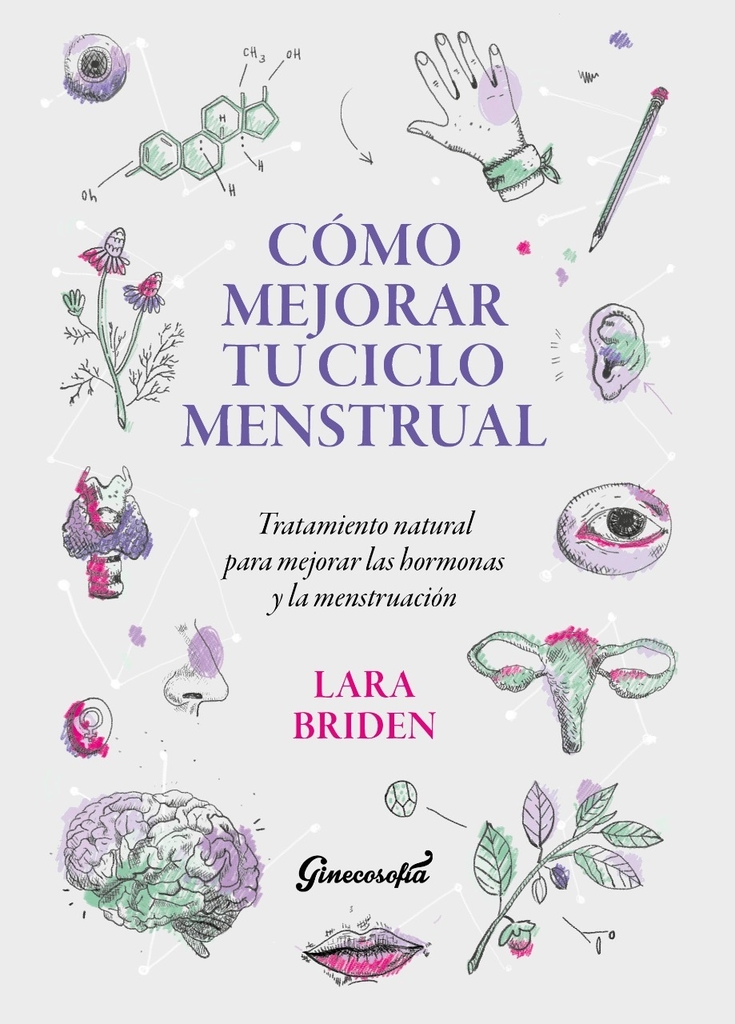 CH3
OH
H
H
H
Oh
CÓMO
MEJORAR
TU CICLO
MENSTRUAL
Tratamiento natural
para mejorar las hormonas
y la menstruación
LARA
BRIDEN
Ginecosofía